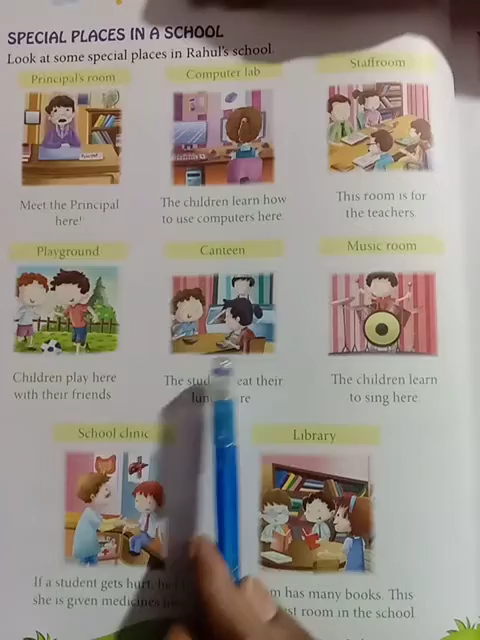 SPECIAL PLACES IN A SCHOOL
Look at some special places in Rahul's school.
Principal's room
Computer lab
Staffroom
Principal
Meet the Principal
here!
The children learn how
to use computers here.
This room is for
the teachers.
Playground
Canteen
Music room
Children play here
with their friends
The eat their
The children learn
to sing here
School clinic
Library
If a student gets hurt,
she is given medicines
has many books. This
room in the school